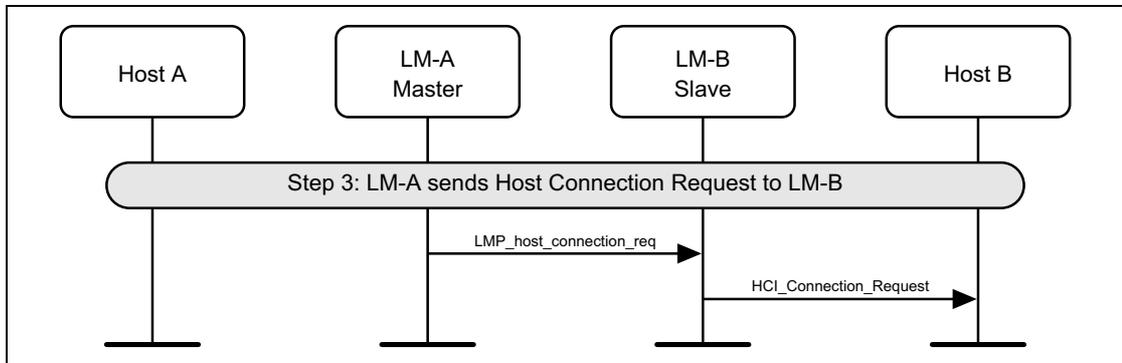 Host A
LM-A
Master
LM-B
Slave
Host B
Step 3: LM-A sends Host Connection Request to LM-B
LMP_host_connection_req
HCI_Connection_Request